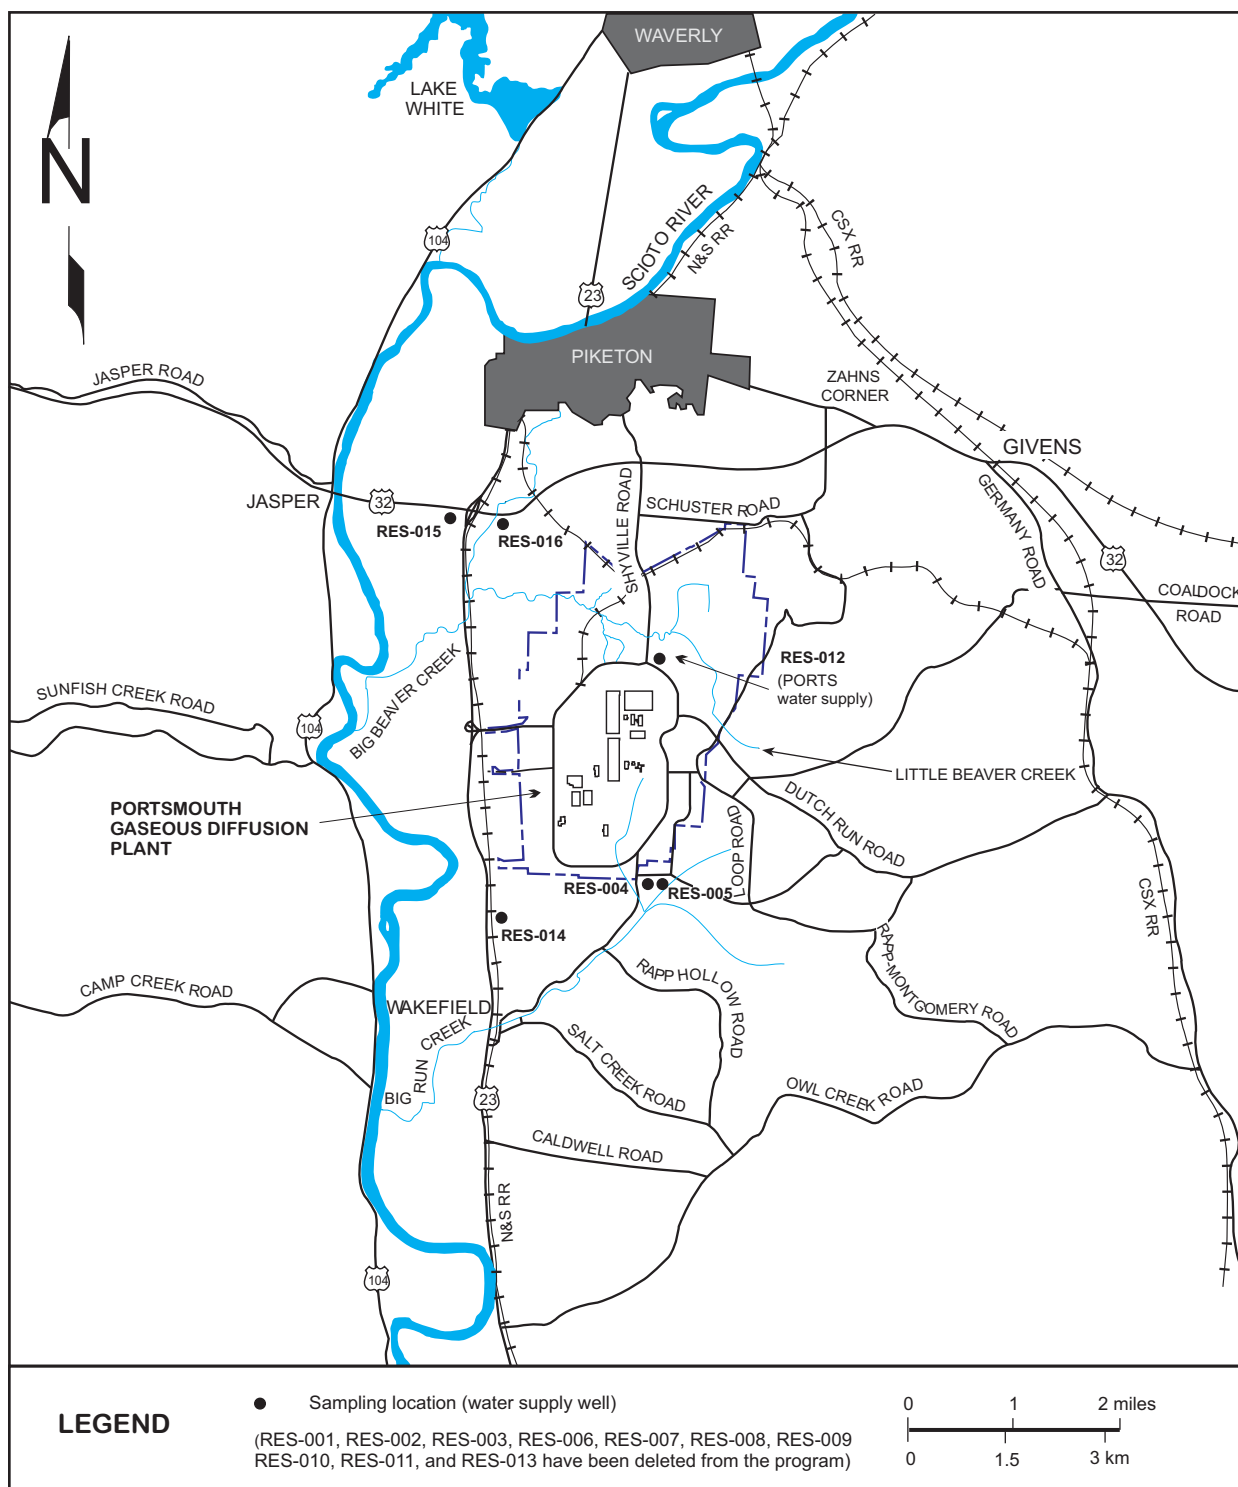 WAVERLY
LAKE
WHITE
N
104
SCIOTO RIVER
N&S RR
CSX RR
23
PIKETON
JASPER ROAD
ZAHNS
CORNER
GIVENS
JASPER
32
SHYVILLE ROAD
SCHUSTER ROAD
GERMANY ROAD
RES-015
RES-016
32
COALDOCK
ROAD
RES-012
(PORTS
water supply)
SUNFISH CREEK ROAD
104
BIG BEAVER CREEK
LITTLE BEAVER CREEK
PORTSMOUTH
GASEOUS DIFFUSION
PLANT
DUTCH RUN ROAD
LOOP ROAD
RES-004
RES-005
CSX RR
RES-014
RAPP-MONTGOMERY ROAD
RAPP HOLLOW ROAD
CAMP CREEK ROAD
WAKEFIELD
BIG RUN CREEK
SALT CREEK ROAD
OWL CREEK ROAD
23
CALDWELL ROAD
N&S RR
104
LEGEND
Sampling location (water supply well)
(RES-001, RES-002, RES-003, RES-006, RES-007, RES-008, RES-009
RES-010, RES-011, and RES-013 have been deleted from the program)
0 1 2 miles
0 1.5 3 km